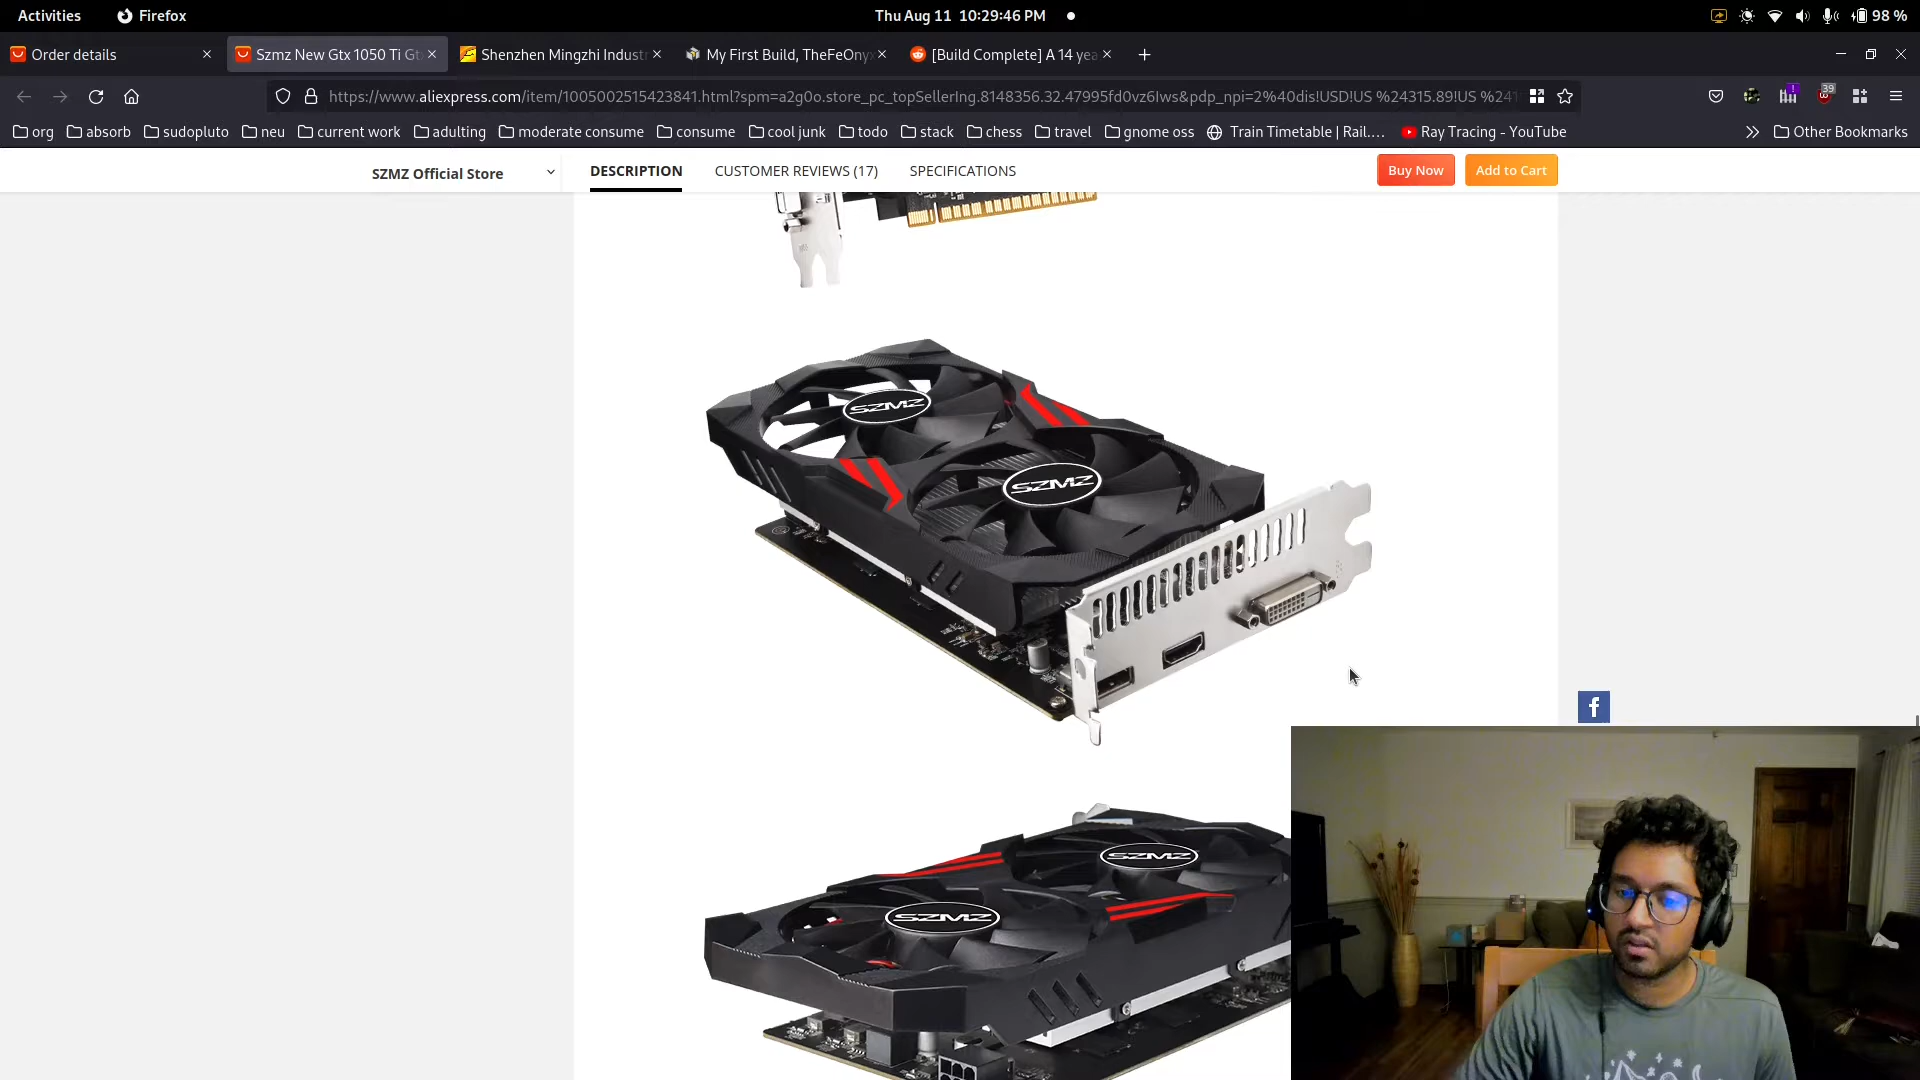 Activities
Firefox
Thu Aug 11 10:29:46 PM
98 %
Order details
Szmz New Gtx 1050 Ti
Shenzhen Mingzhi Industr
My First Build, TheFeOny
[Build Complete] A 14 yea
https://www.aliexpress.com/item/1005002515423841.html?spm=a2g0o.store_pc_topSellerIng.8148356.32.47995fd0vz6Iws&pdp_npi=2%40dis!USD!US %24315.89!US %241
39
org
absorb
sudopluto
neu
current work
adulting
moderate consume
consume
cool junk
todo
stack
chess
travel
gnome oss
Train Timetable | Rail....
Ray Tracing - YouTube
Other Bookmarks
SZMZ Official Store
DESCRIPTION
CUSTOMER REVIEWS (17)
SPECIFICATIONS
Buy Now
Add to Cart
SZMZ
SZMZ
SZMZ
SZMZ